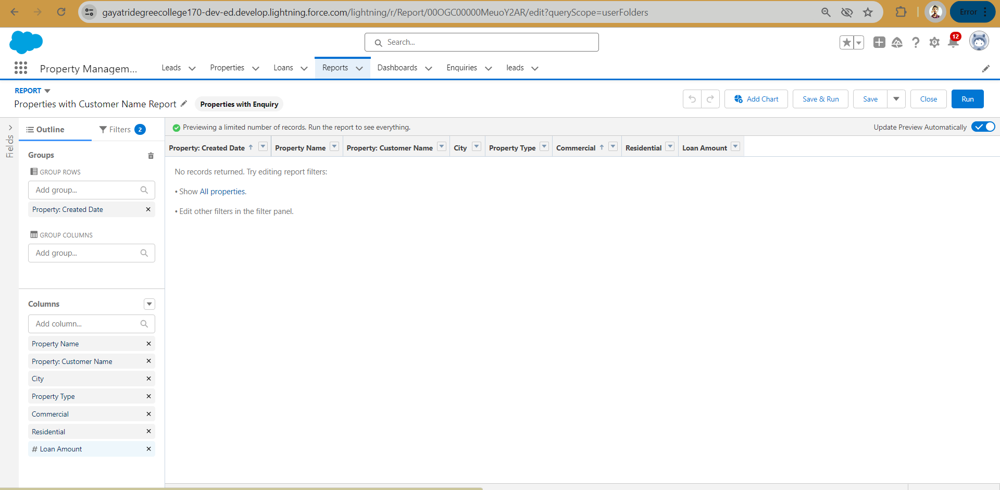 gayatridegreecollege170-dev-ed.develop.lightning.force.com/lightning/r/Report/00OGC00000MeuoY2AR/edit?queryScope=userFolders
Error
Search...
12
Property Managem...
Leads
Properties
Loans
Reports
Dashboards
Enquiries
leads
REPORT
Properties with Customer Name Report
Properties with Enquiry
Add Chart
Save & Run
Save
Close
Run
Fields
Outline
Filters 2
Previewing a limited number of records. Run the report to see everything.
Update Preview Automatically
Groups
GROUP ROWS
Add group...
Property: Created Date
GROUP COLUMNS
Add group...
Columns
Add column...
Property Name
Property: Customer Name
City
Property Type
Commercial
Residential
# Loan Amount
Property: Created Date ↑
Property Name
Property: Customer Name
City
Property Type
Commercial ↑
Residential
Loan Amount
No records returned. Try editing report filters:
• Show All properties.
• Edit other filters in the filter panel.